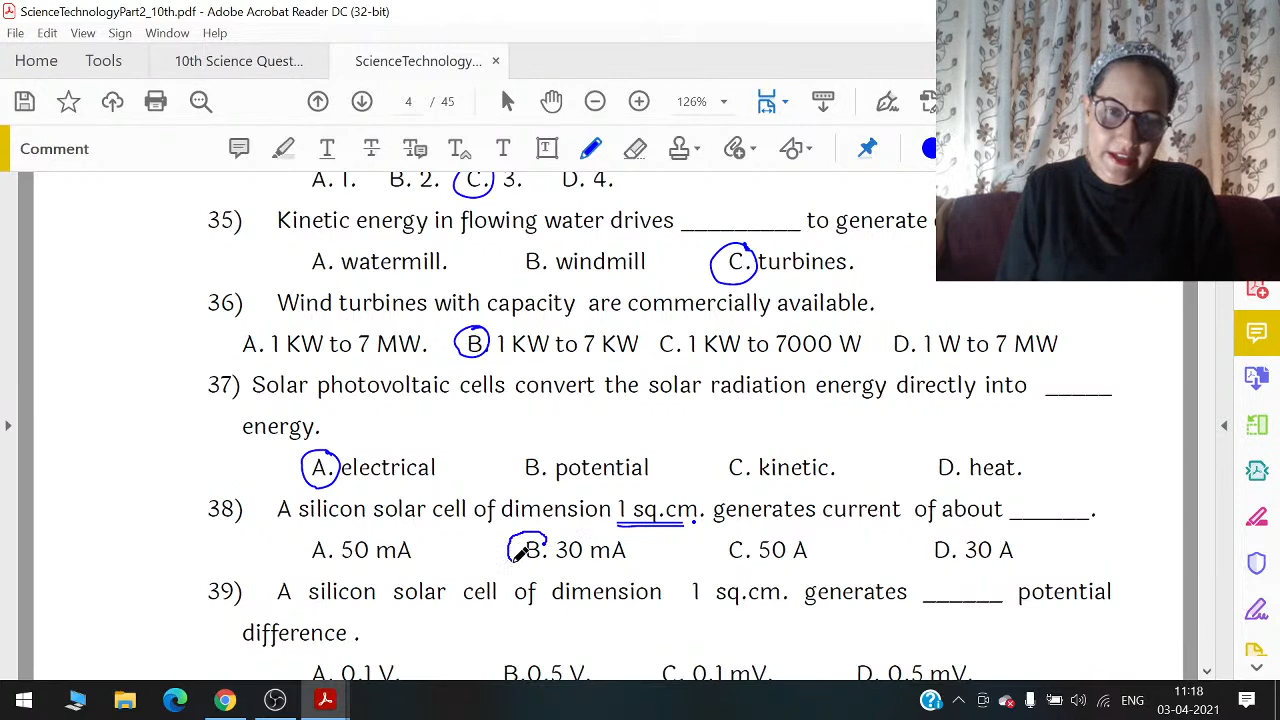 ScienceTechnologyPart2_10th.pdf - Adobe Acrobat Reader DC (32-bit)
File Edit View Sign Window Help
Home Tools 10th Science Quest... ScienceTechnology... ×
4 / 45 126%
Comment
A. 1. B. 2. C. 3. D. 4.
35) Kinetic energy in flowing water drives _________ to generate
A. watermill. B. windmill C. turbines.
36) Wind turbines with capacity are commercially available.
A. 1 KW to 7 MW. B. 1 KW to 7 KW C. 1 KW to 7000 W D. 1 W to 7 MW
37) Solar photovoltaic cells convert the solar radiation energy directly into _____
energy.
A. electrical B. potential C. kinetic. D. heat.
38) A silicon solar cell of dimension 1 sq.cm. generates current of about ______.
A. 50 mA B. 30 mA C. 50 A D. 30 A
39) A silicon solar cell of dimension 1 sq.cm. generates ______ potential
difference .
A. 0.1 V. B.0.5 V. C. 0.1 mV. D. 0.5 mV.
ENG 11:18
03-04-2021